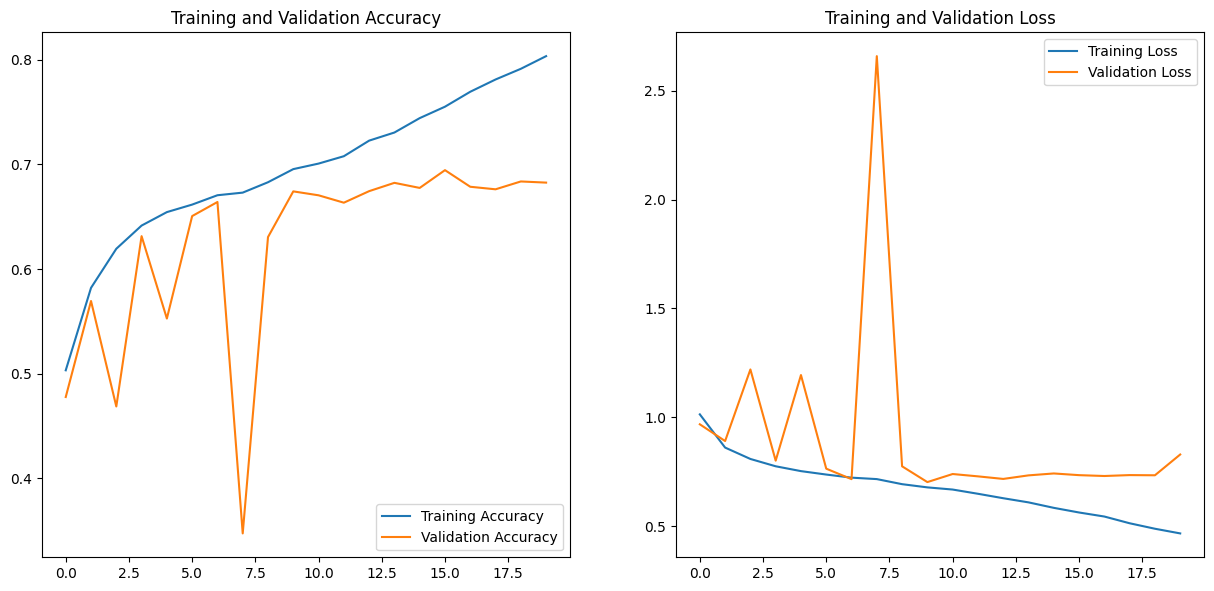 Training and Validation Accuracy
0.8
0.7
0.6
0.5
0.4
0.0 2.5 5.0 7.5 10.0 12.5 15.0 17.5
Training Accuracy
Validation Accuracy
Training and Validation Loss
2.5
2.0
1.5
1.0
0.5
0.0 2.5 5.0 7.5 10.0 12.5 15.0 17.5
Training Loss
Validation Loss